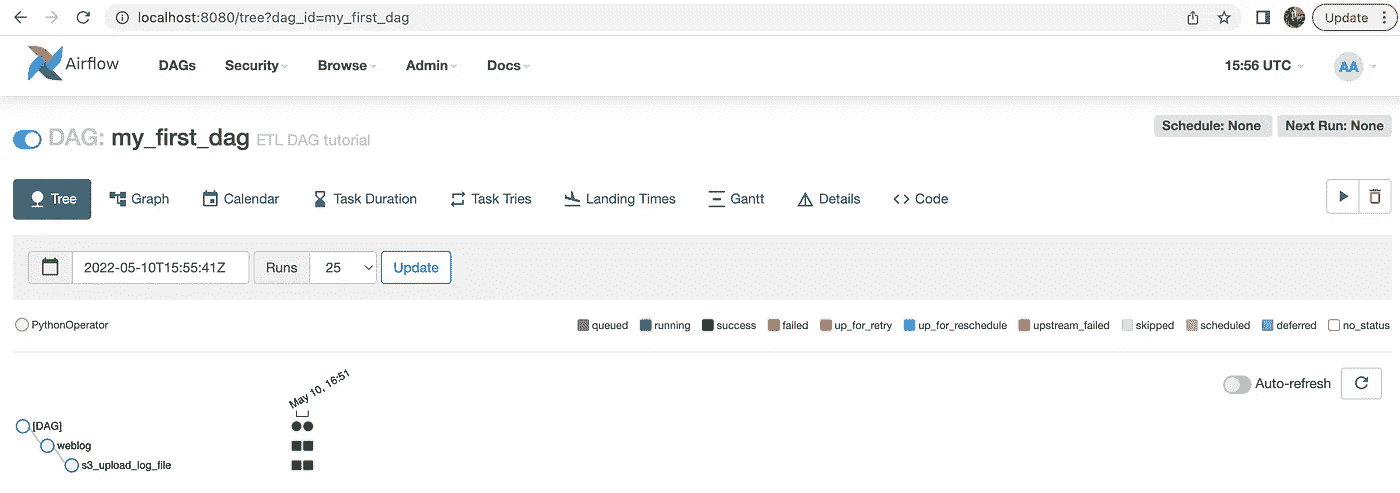 localhost:8080/tree?dag_id=my_first_dag
Update
Airflow
DAGs
Security
Browse
Admin
Docs
15:56 UTC
AA
DAG: my_first_dag ETL DAG tutorial
Schedule: None
Next Run: None
Tree
Graph
Calendar
Task Duration
Task Tries
Landing Times
Gantt
Details
<> Code
2022-05-10T15:55:41Z
Runs
25
Update
PythonOperator
queued
running
success
failed
up_for_retry
up_for_reschedule
upstream_failed
skipped
scheduled
deferred
no_status
May 10, 16:51
Auto-refresh
[DAG]
weblog
s3_upload_log_file